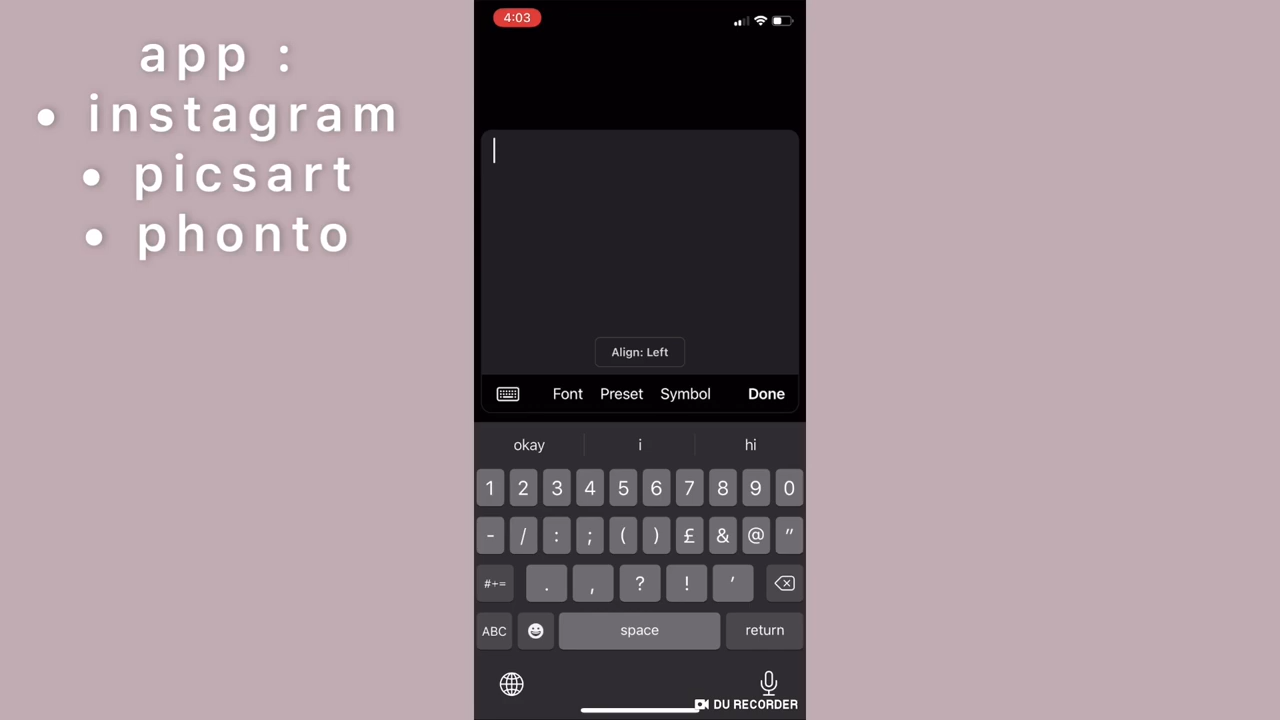 app :
• instagram
• picsart
• phonto
4:03
Align: Left
Font Preset Symbol Done
okay i hi
1 2 3 4 5 6 7 8 9 0
- / : ; ( ) £ & @ "
#+= . , ? ! '
ABC space return
DU RECORDER